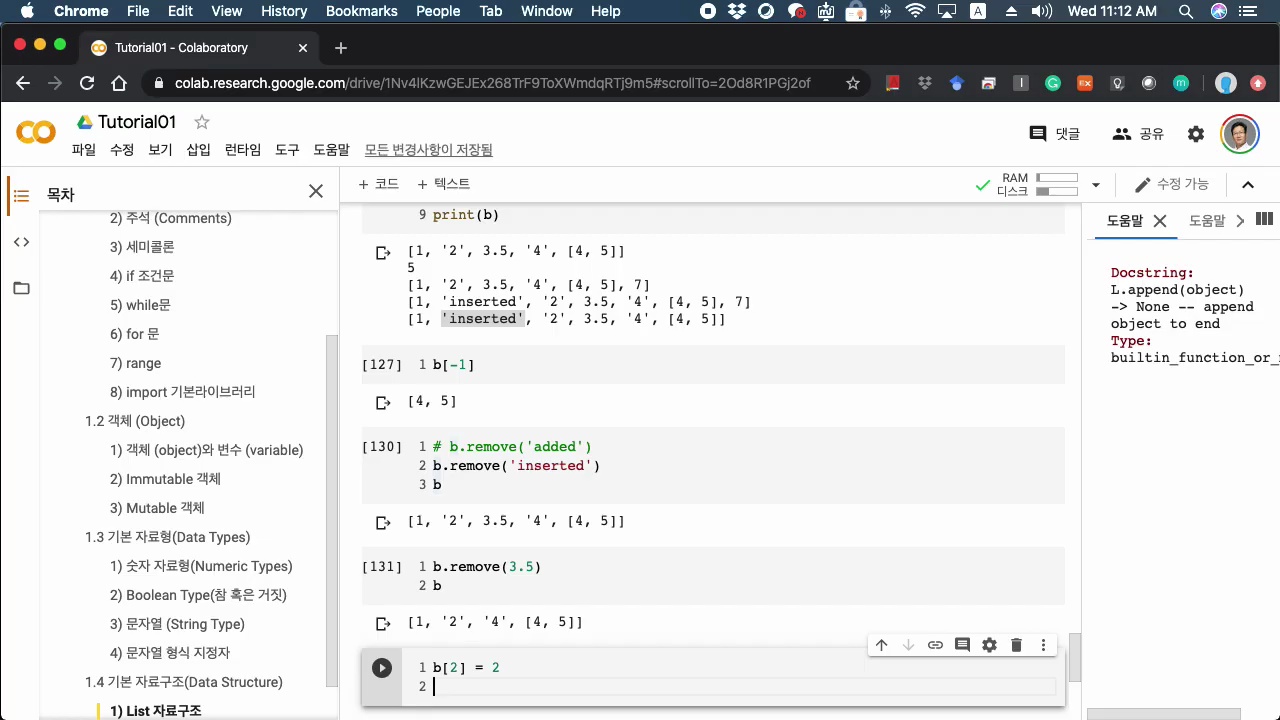 Chrome File Edit View History Bookmarks People Tab Window Help Wed 11:12 AM
Tutorial01 - Colaboratory
colab.research.google.com/drive/1Nv4lKzwGEJEx268TrF9ToXWmdqRTj9m5#scrollTo=2Od8R1PGj2of
Tutorial01
파일 수정 보기 삽입 런타임 도구 도움말 모든 변경사항이 저장됨
댓글 공유
목차
2) 주석 (Comments)
3) 세미콜론
4) if 조건문
5) while문
6) for 문
7) range
8) import 기본라이브러리
1.2 객체 (Object)
1) 객체 (object)와 변수 (variable)
2) Immutable 객체
3) Mutable 객체
1.3 기본 자료형(Data Types)
1) 숫자 자료형(Numeric Types)
2) Boolean Type(참 혹은 거짓)
3) 문자열 (String Type)
4) 문자열 형식 지정자
1.4 기본 자료구조(Data Structure)
1) List 자료구조
+ 코드 + 텍스트
RAM
디스크
수정 가능
9 print(b)
[1, '2', 3.5, '4', [4, 5]]
5
[1, '2', 3.5, '4', [4, 5], 7]
[1, 'inserted', '2', 3.5, '4', [4, 5], 7]
[1, 'inserted', '2', 3.5, '4', [4, 5]]
[127] 1 b[-1]
[4, 5]
[130] 1 # b.remove('added')
2 b.remove('inserted')
3 b
[1, '2', 3.5, '4', [4, 5]]
[131] 1 b.remove(3.5)
2 b
[1, '2', '4', [4, 5]]
1 b[2] = 2
2
도움말 도움말
Docstring:
L.append(object)
-> None -- append
object to end
Type:
builtin_function_or_